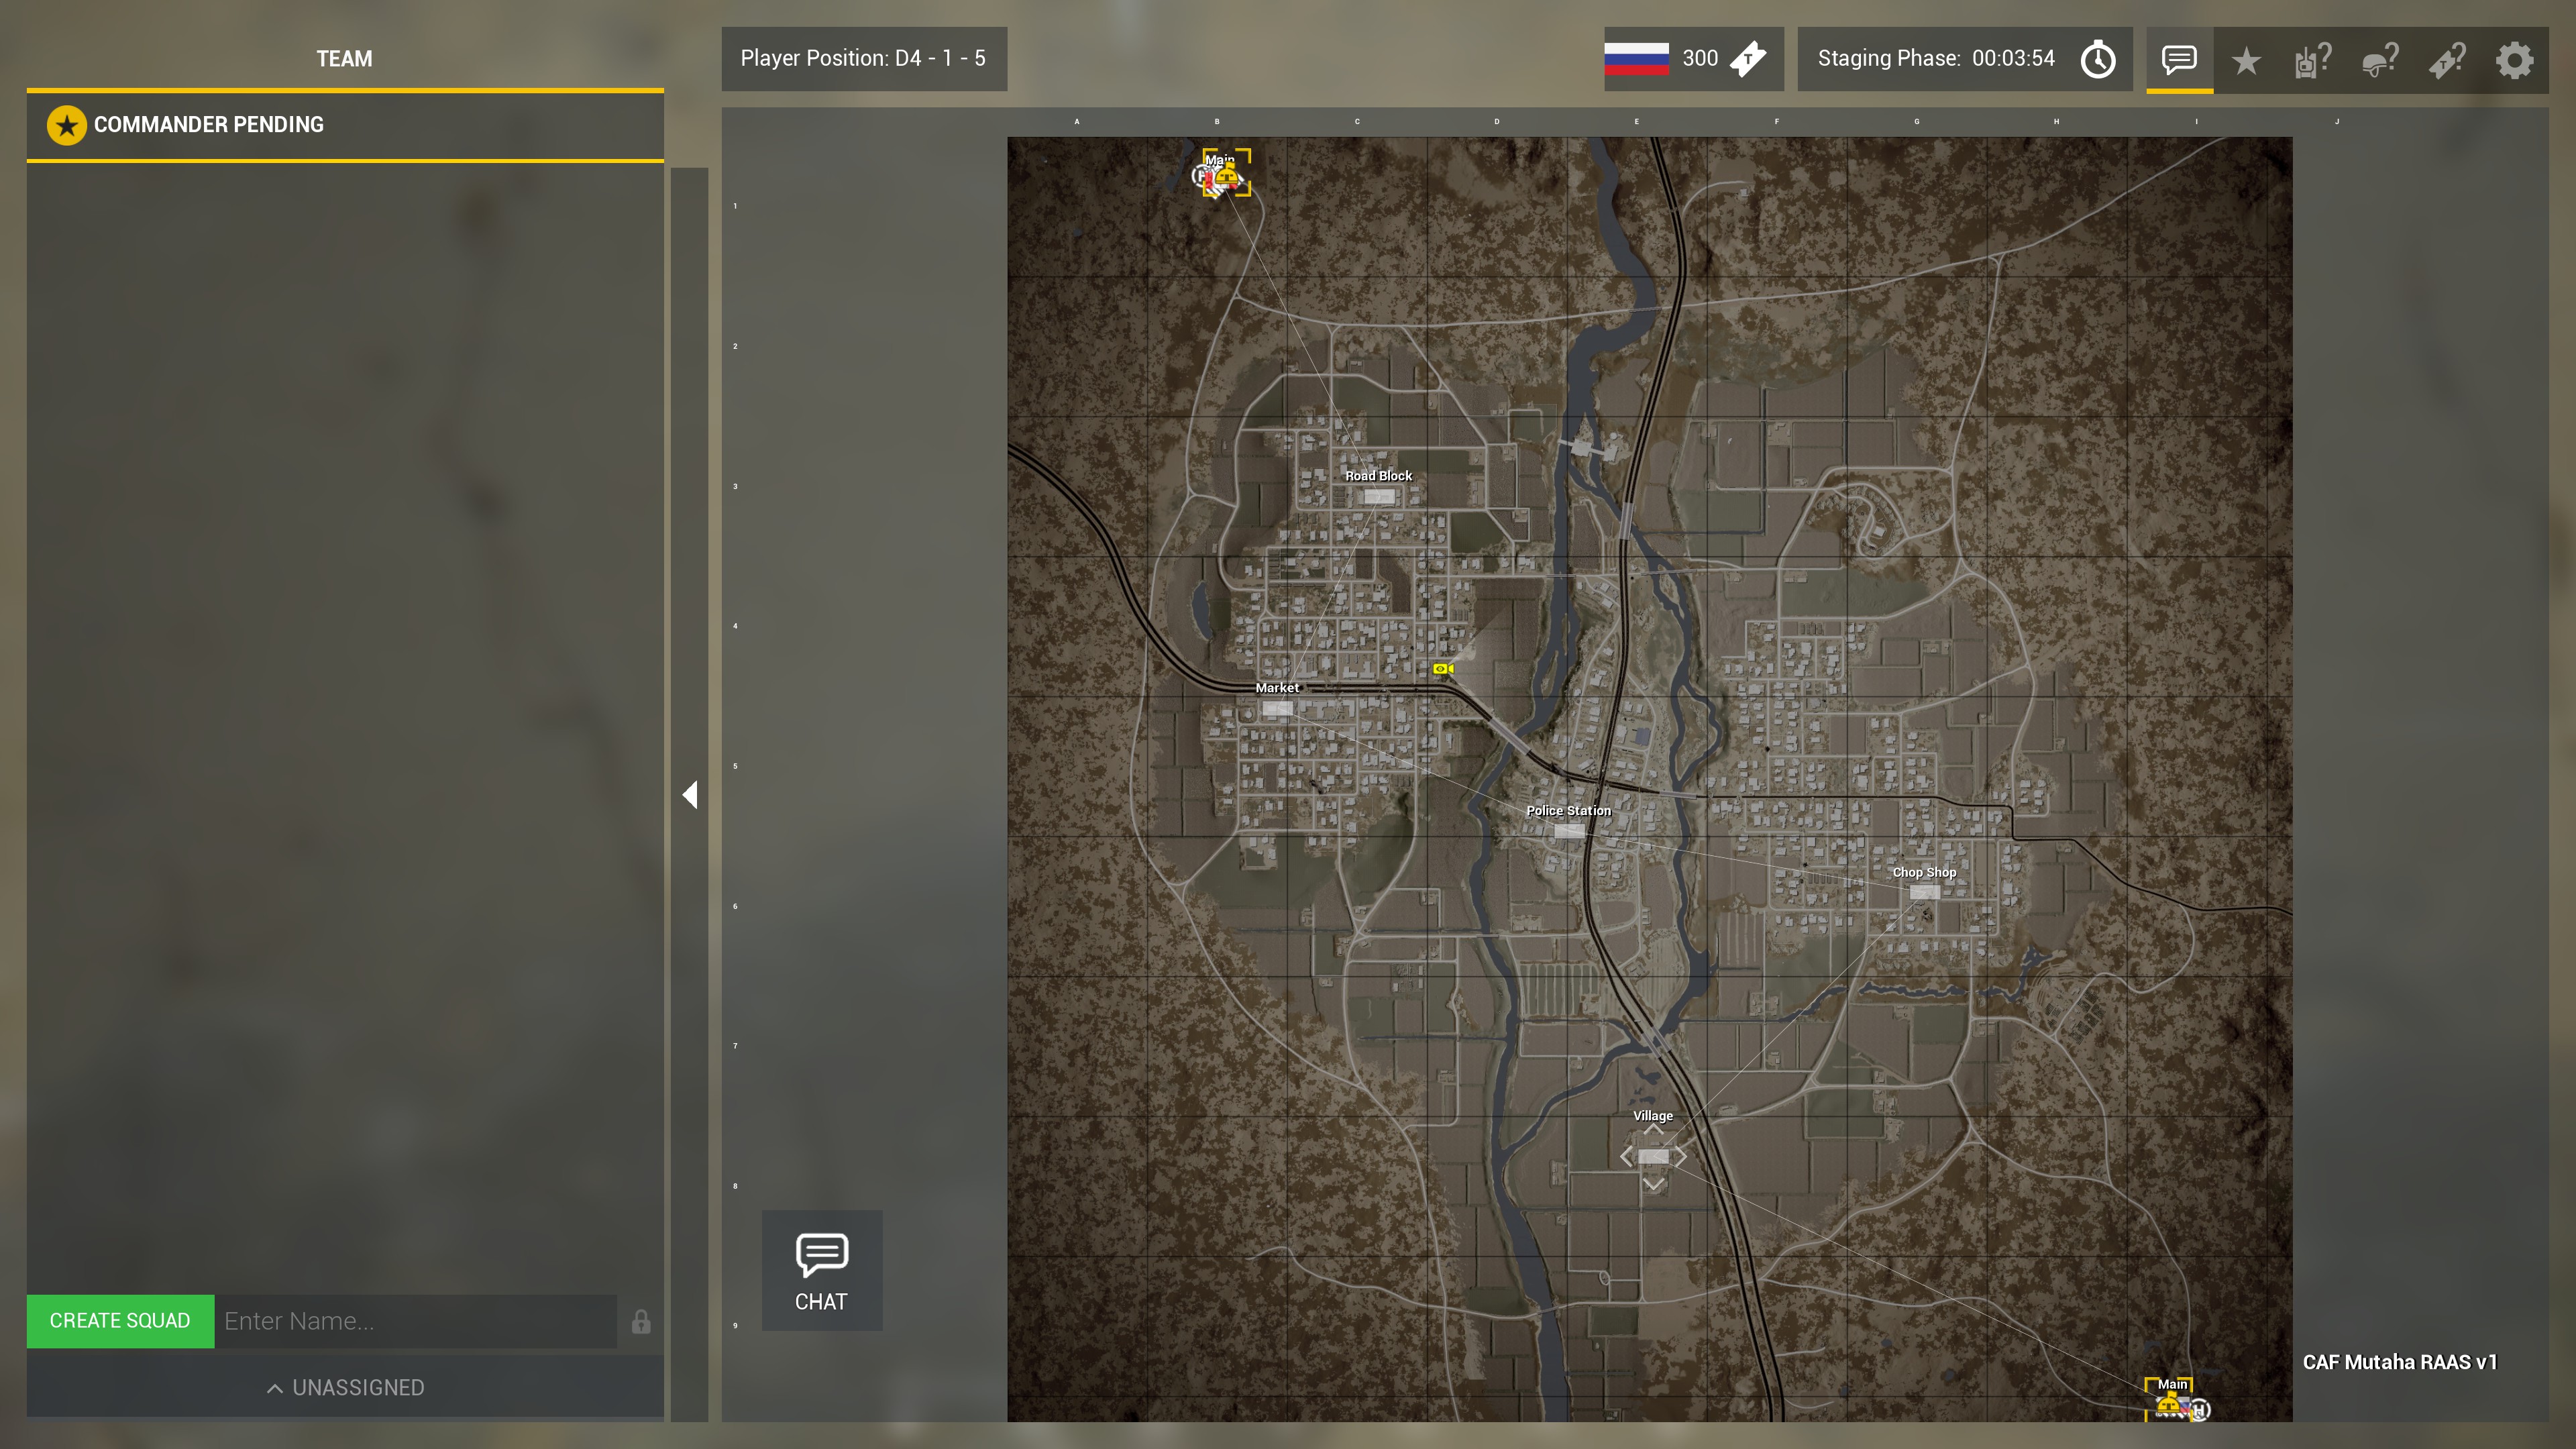 TEAM
COMMANDER PENDING
Player Position: D4 - 1 - 5
300
T
Staging Phase: 00:03:54
A B C D E F G H I J
1
2
3
4
5
6
7
8
9
Main
Road Block
Market
Police Station
Chop Shop
Village
Main
H
CHAT
CREATE SQUAD
Enter Name...
UNASSIGNED
CAF Mutaha RAAS v1